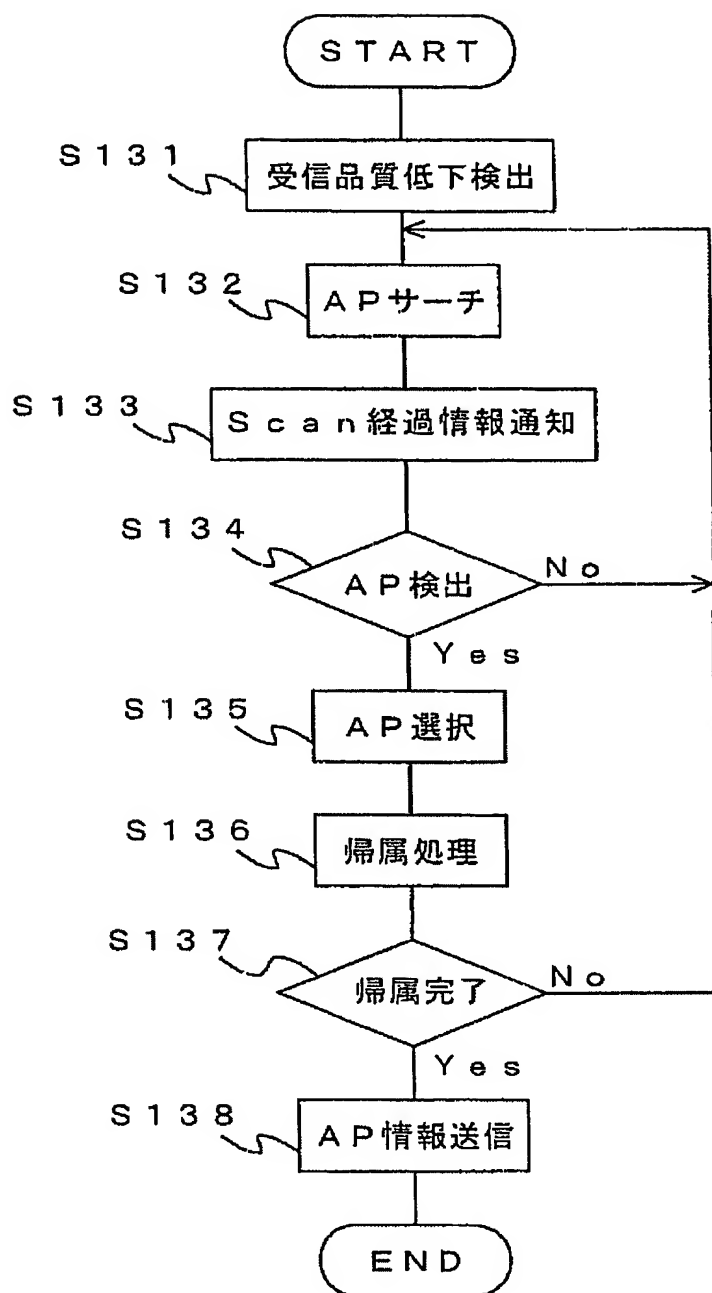 START
S131
受信品質低下検出
S132
APサーチ
S133
Scan経過情報通知
S134
AP検出
No
Yes
S135
AP選択
S136
帰属処理
S137
帰属完了
No
Yes
S138
AP情報送信
END